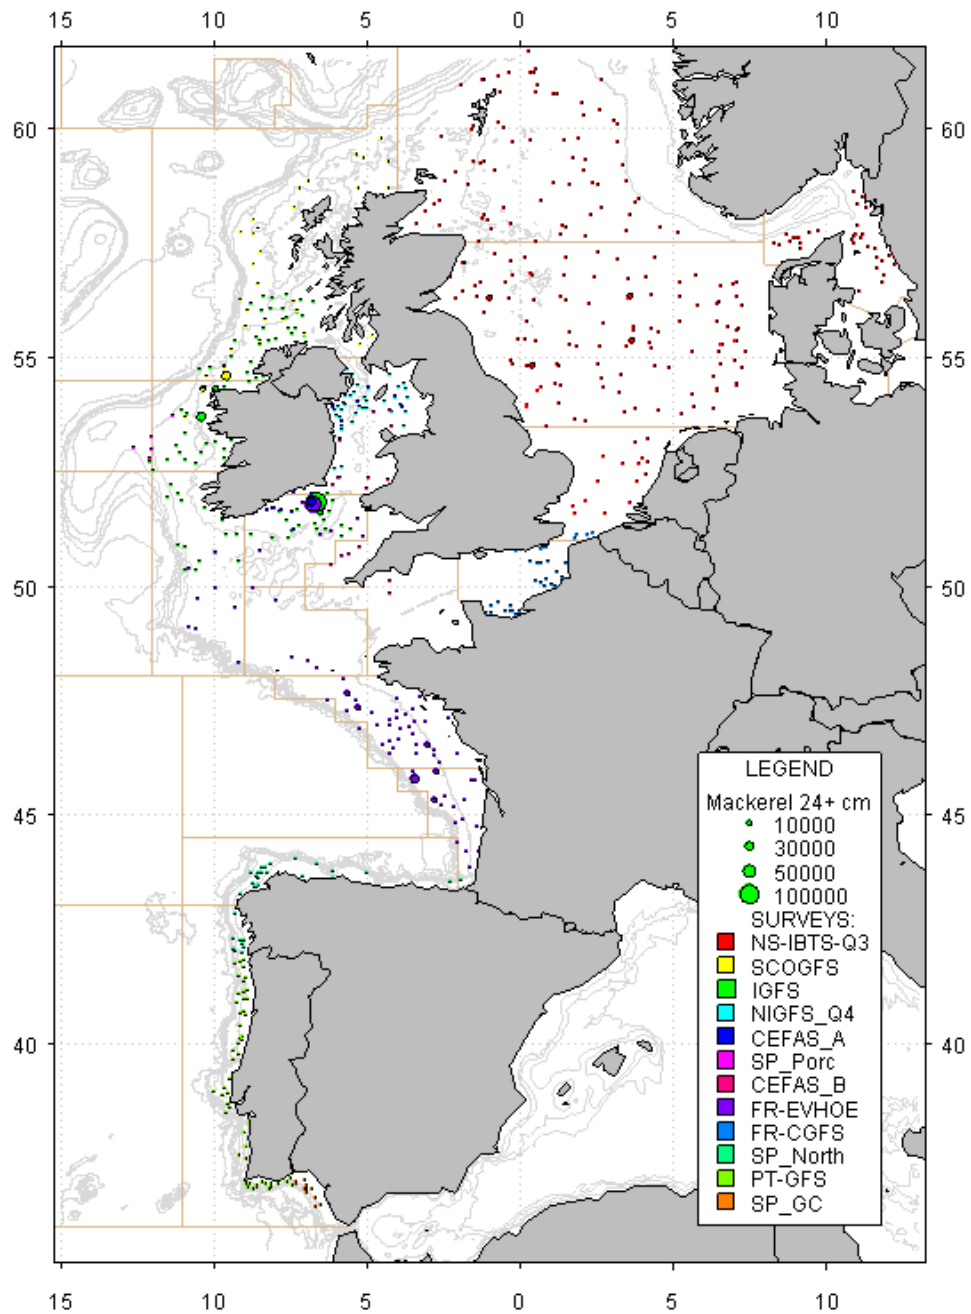 15 10 5 0 5 10
60 60
55 55
50 50
45 45
40 40
LEGEND
Mackerel 24+ cm
10000
30000
50000
100000
SURVEYS:
NS-IBTS-Q3
SCOGFS
IGFS
NIGFS_Q4
CEFAS_A
SP_Porc
CEFAS_B
FR-EVHOE
FR-CGFS
SP_North
PT-GFS
SP_GC
15 10 5 0 5 10